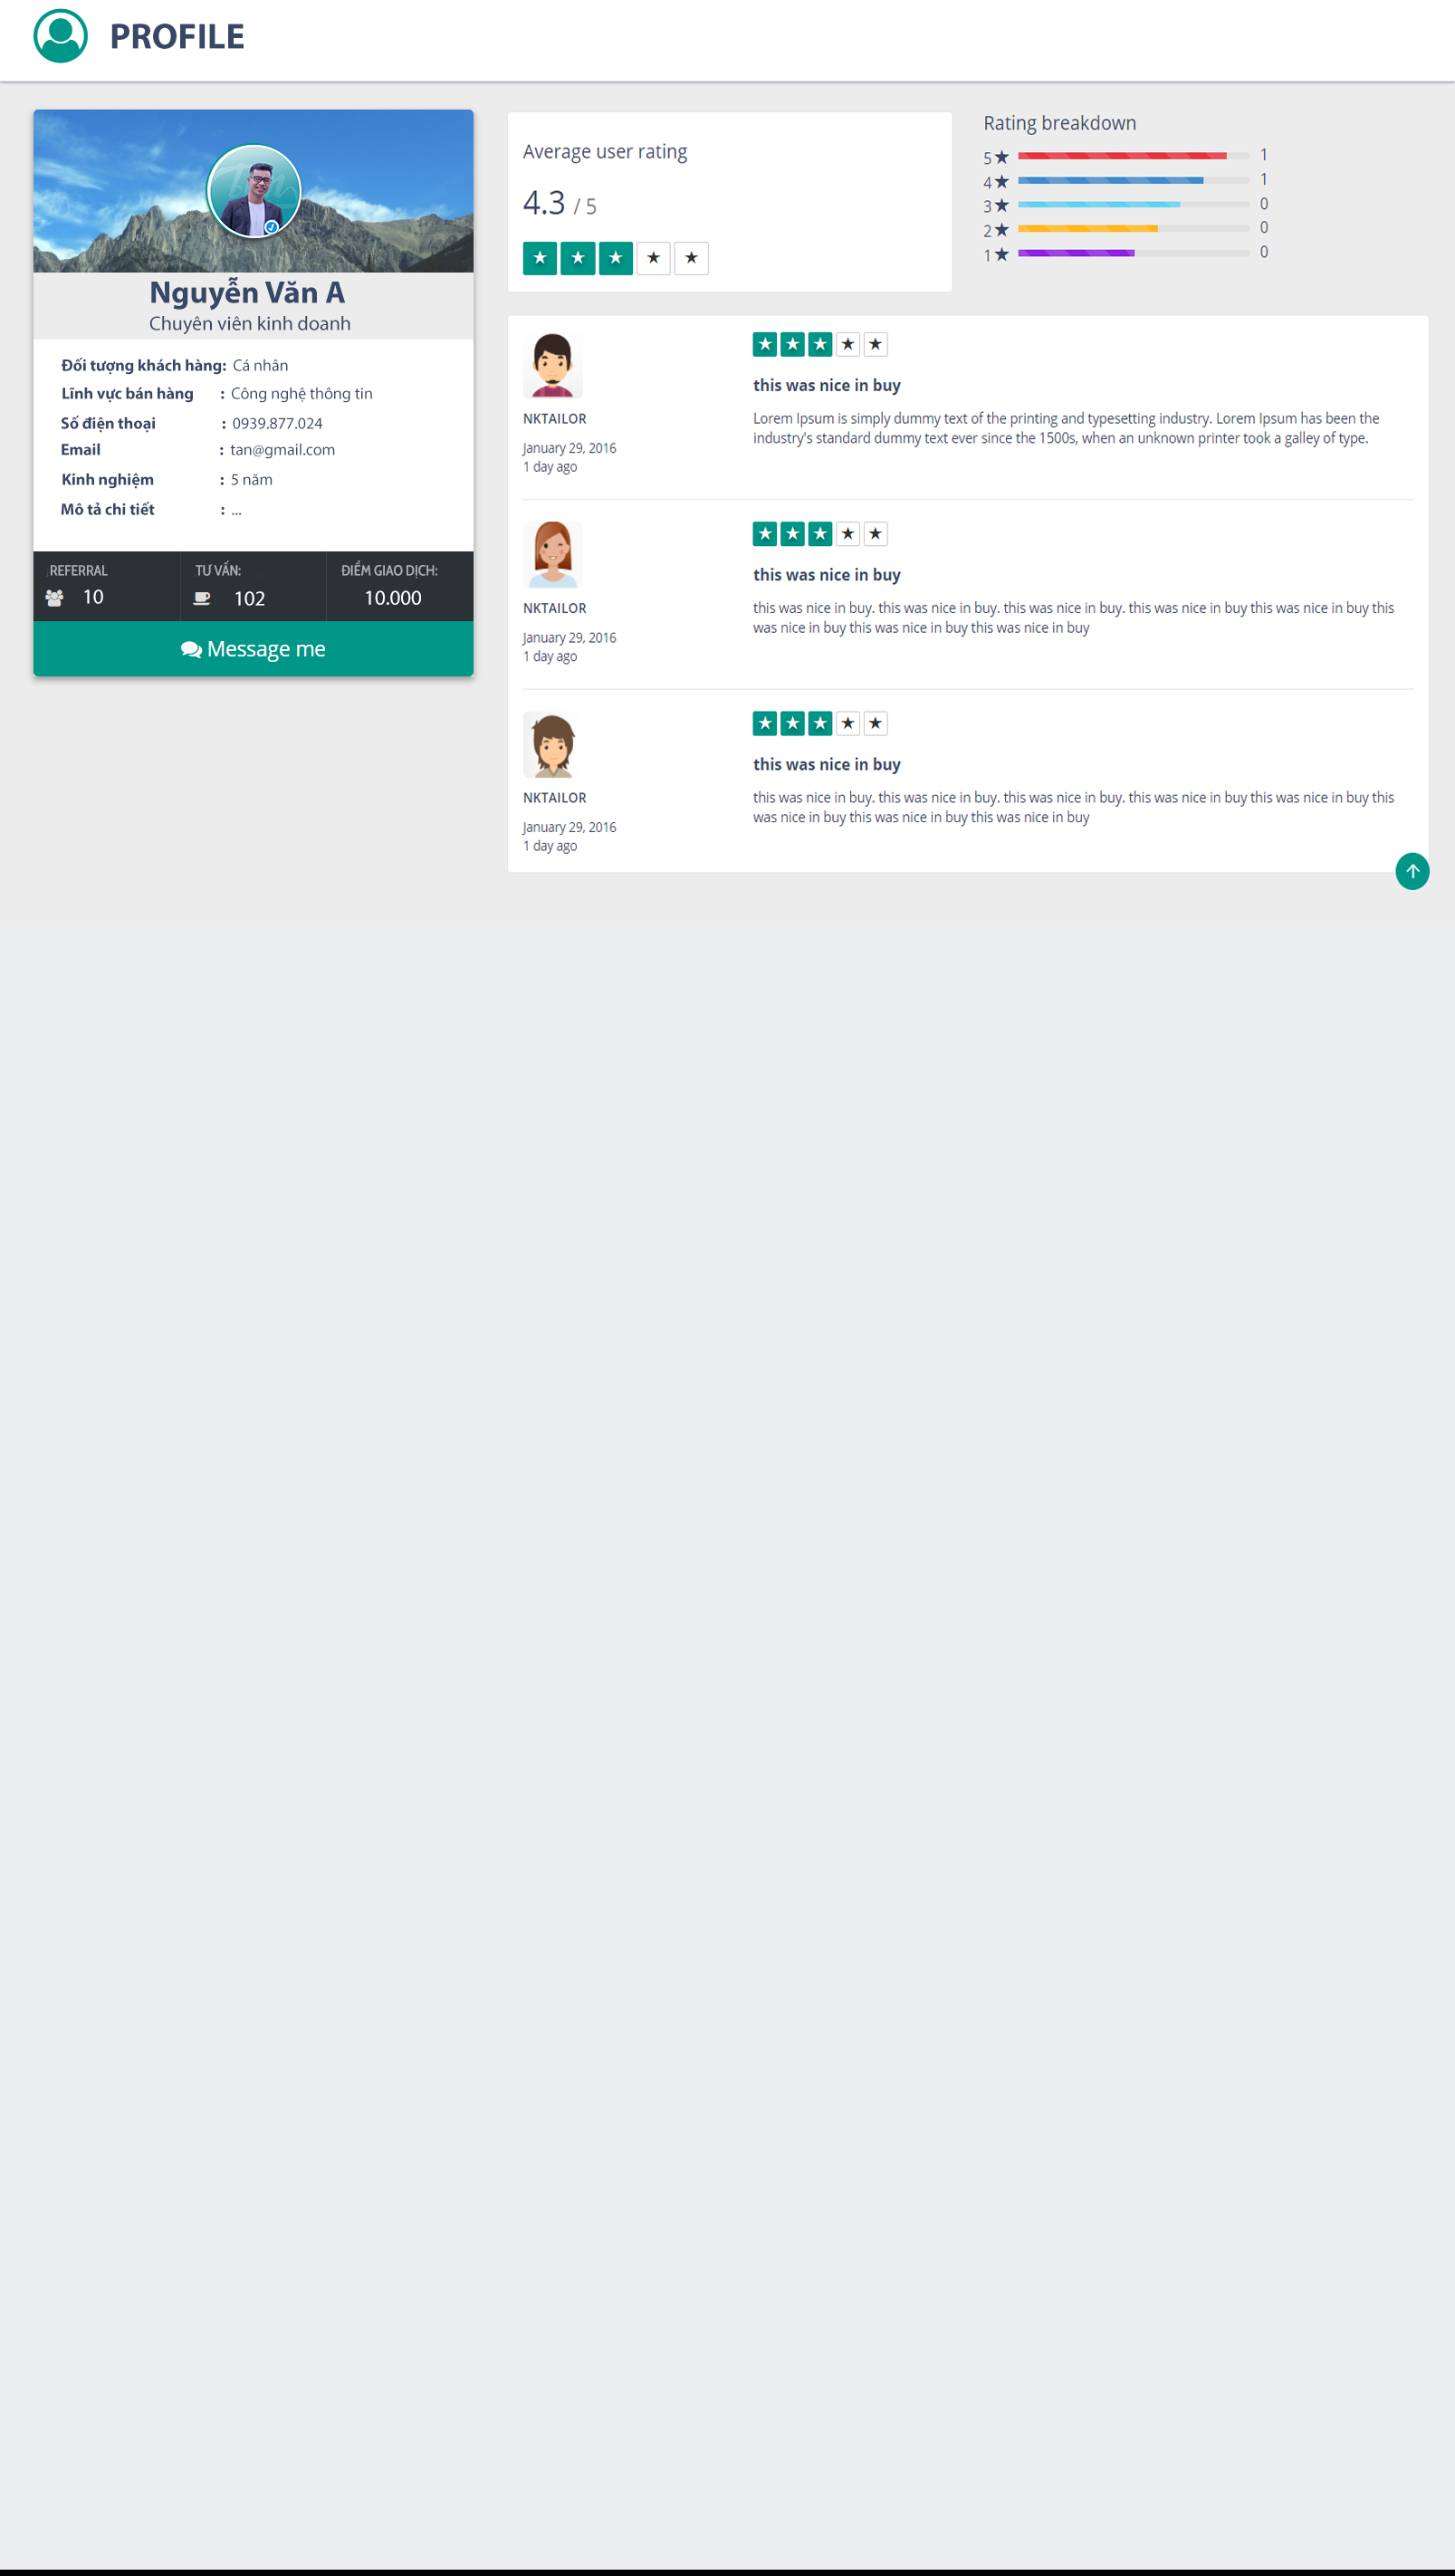 PROFILE
Nguyễn Văn A
Chuyên viên kinh doanh
Đối tượng khách hàng: Cá nhân
Lĩnh vực bán hàng : Công nghệ thông tin
Số điện thoại : 0939.877.024
Email : tan@gmail.com
Kinh nghiệm : 5 năm
Mô tả chi tiết : ...
REFERRAL
10
TƯ VẤN:
102
ĐIỂM GIAO DỊCH:
10.000
Message me
Average user rating
4.3 / 5
Rating breakdown
5 ★ 1
4 ★ 1
3 ★ 0
2 ★ 0
1 ★ 0
NKTAILOR
January 29, 2016
1 day ago
this was nice in buy
Lorem Ipsum is simply dummy text of the printing and typesetting industry. Lorem Ipsum has been the
industry's standard dummy text ever since the 1500s, when an unknown printer took a galley of type.
NKTAILOR
January 29, 2016
1 day ago
this was nice in buy
this was nice in buy. this was nice in buy. this was nice in buy. this was nice in buy this was nice in buy this
was nice in buy this was nice in buy this was nice in buy
NKTAILOR
January 29, 2016
1 day ago
this was nice in buy
this was nice in buy. this was nice in buy. this was nice in buy. this was nice in buy this was nice in buy this
was nice in buy this was nice in buy this was nice in buy